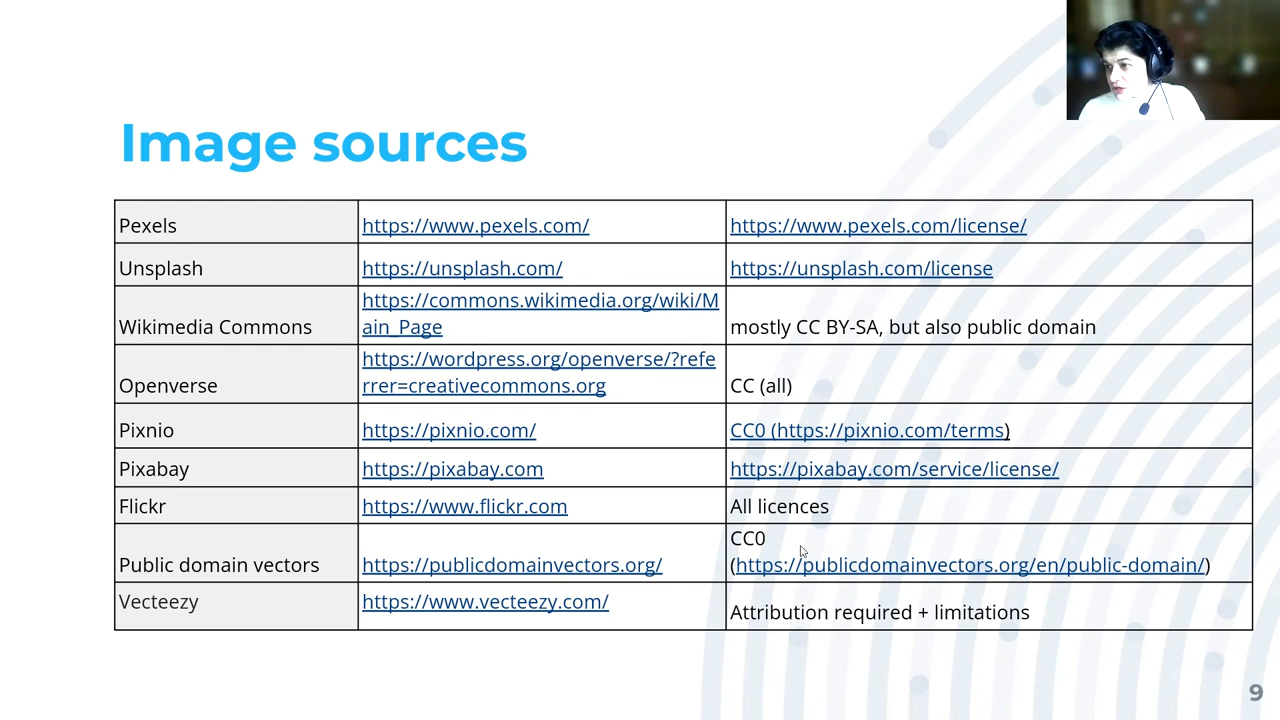 Image sources
Pexels https://www.pexels.com/ https://www.pexels.com/license/
Unsplash https://unsplash.com/ https://unsplash.com/license
Wikimedia Commons https://commons.wikimedia.org/wiki/M
ain_Page mostly CC BY-SA, but also public domain
Openverse https://wordpress.org/openverse/?refe
rrer=creativecommons.org CC (all)
Pixnio https://pixnio.com/ CC0 (https://pixnio.com/terms)
Pixabay https://pixabay.com https://pixabay.com/service/license/
Flickr https://www.flickr.com All licences
Public domain vectors https://publicdomainvectors.org/ CC0
(https://publicdomainvectors.org/en/public-domain/)
Vecteezy https://www.vecteezy.com/ Attribution required + limitations
9